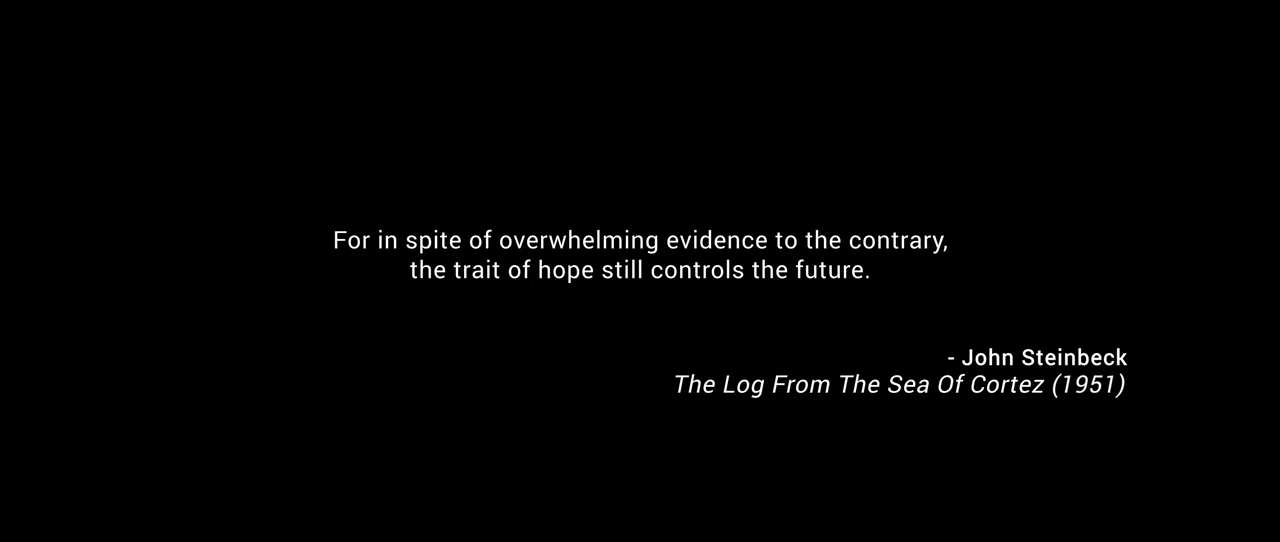 For in spite of overwhelming evidence to the contrary,
the trait of hope still controls the future.
- John Steinbeck
The Log From The Sea Of Cortez (1951)